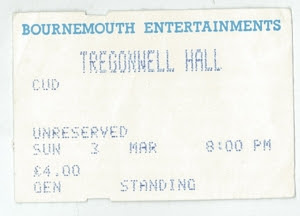 BOURNEMOUTH ENTERTAINMENTS
TREGONWELL HALL
CUD
UNRESERVED
SUN 3 MAR 8:00 PM
£4.00
GEN STANDING